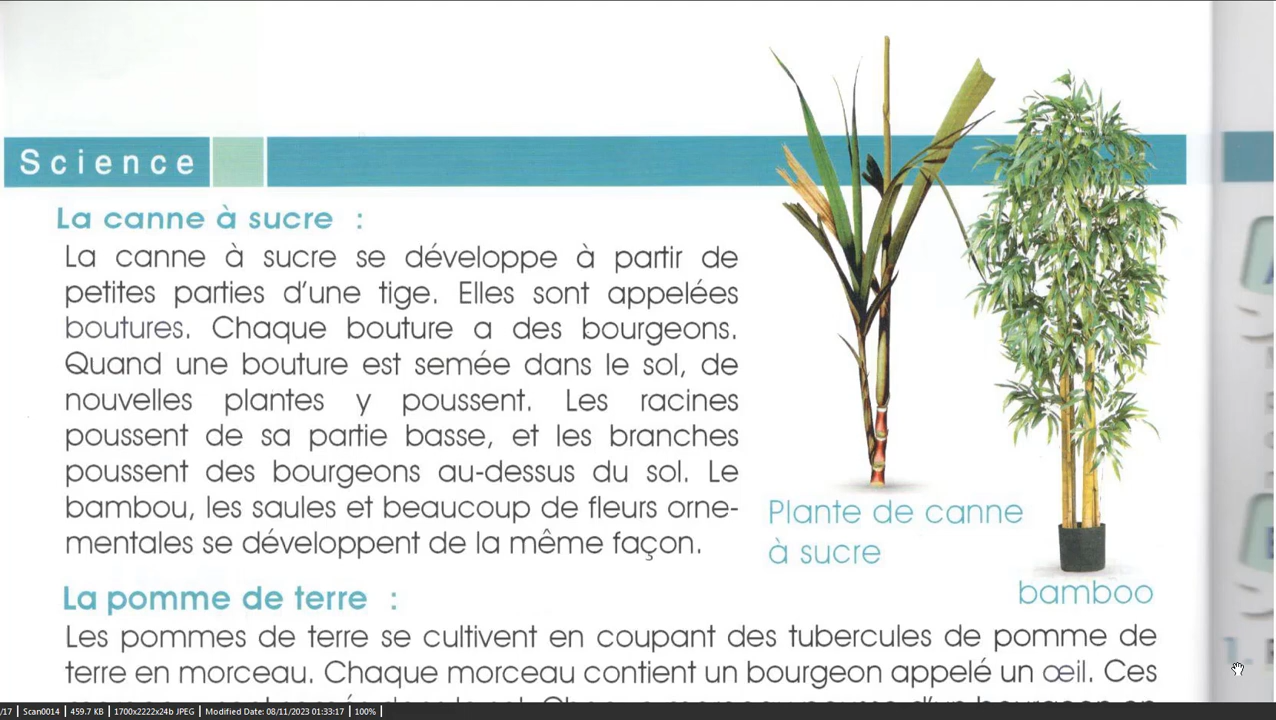 Science
La canne à sucre :
La canne à sucre se développe à partir de
petites parties d'une tige. Elles sont appelées
boutures. Chaque bouture a des bourgeons.
Quand une bouture est semée dans le sol, de
nouvelles plantes y poussent. Les racines
poussent de sa partie basse, et les branches
poussent des bourgeons au-dessus du sol. Le
bambou, les saules et beaucoup de fleurs orne-
mentales se développent de la même façon.
Plante de canne
à sucre
bamboo
La pomme de terre :
Les pommes de terre se cultivent en coupant des tubercules de pomme de
terre en morceau. Chaque morceau contient un bourgeon appelé un œil. Ces
/17 | Scan0014 | 459.7 KB | 1700x2222x24b JPEG | Modified Date: 08/11/2023 01:33:17 | 100% |